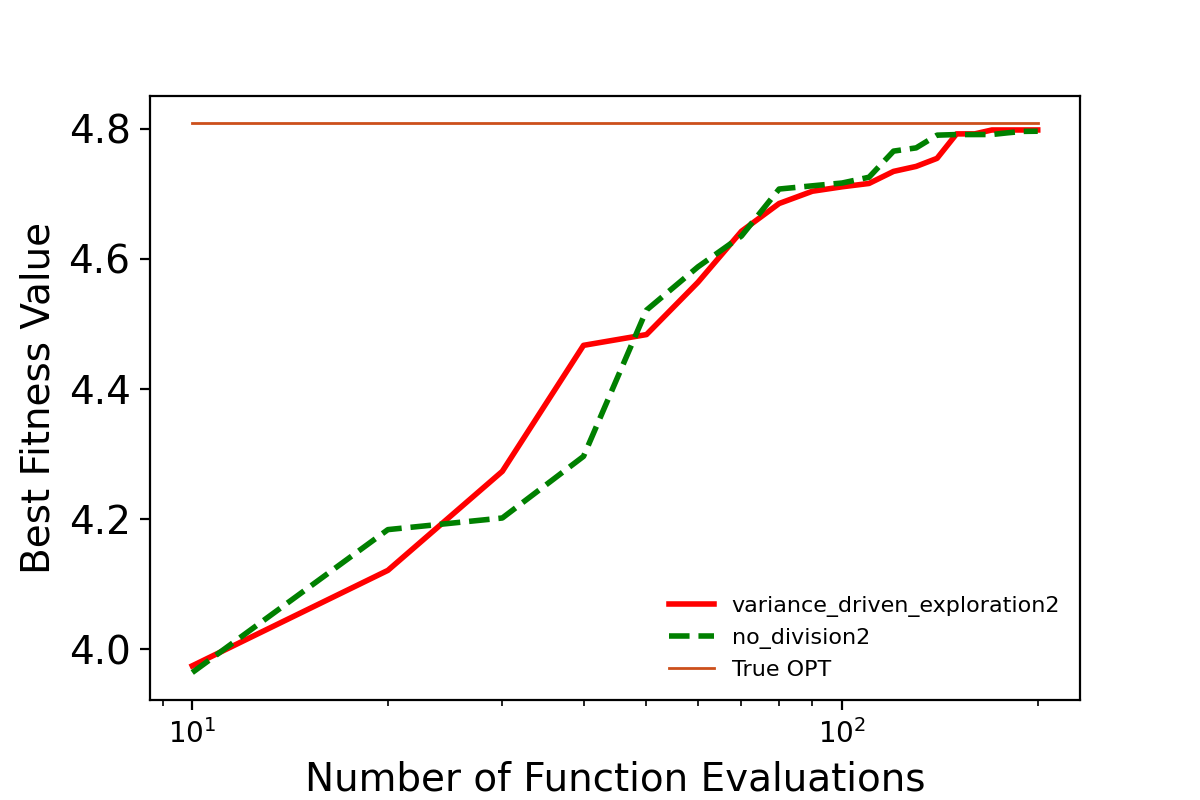 4.8
4.6
4.4
4.2
4.0
Best Fitness Value
variance_driven_exploration2
no_division2
True OPT
10¹
10²
Number of Function Evaluations